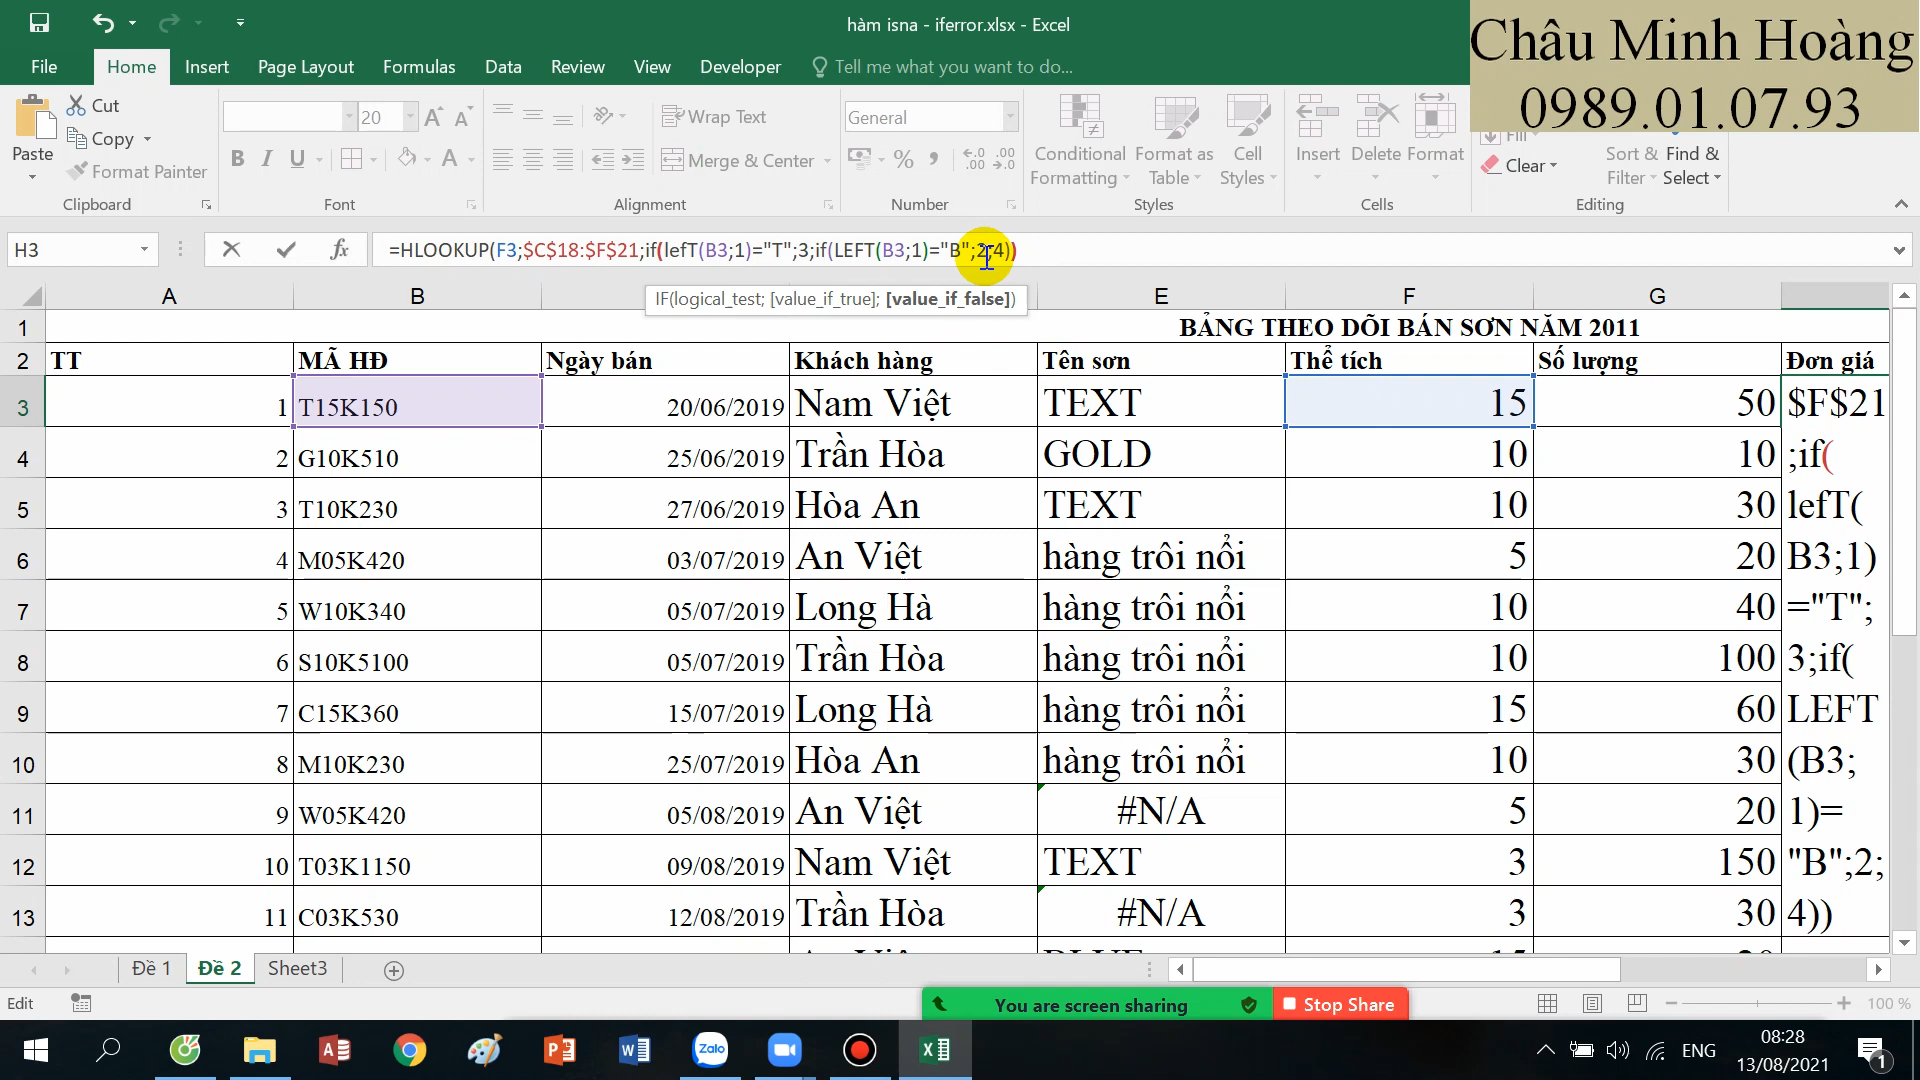 hàm isna - iferror.xlsx - Excel
Châu Minh Hoàng
0989.01.07.93
File Home Insert Page Layout Formulas Data Review View Developer Tell me what you want to do...
Paste
Cut
Copy
Format Painter
Clipboard
20
A A
B I U A
Font
Wrap Text
Merge & Center
Alignment
General
% , .0 .00
Number
Conditional Formatting
Format as Table
Cell Styles
Styles
Insert Delete Format
Cells
Fill
Clear
Sort & Filter
Find & Select
Editing
H3 fx =HLOOKUP(F3;$C$18:$F$21;if(lefT(B3;1)="T";3;if(LEFT(B3;1)="B";2;4))
IF(logical_test; [value_if_true]; [value_if_false])
A B E F G
1 BẢNG THEO DÕI BÁN SƠN NĂM 2011
2 TT MÃ HĐ Ngày bán Khách hàng Tên sơn Thể tích Số lượng Đơn giá
3 1 T15K150 20/06/2019 Nam Việt TEXT 15 50 $F$21
4 2 G10K510 25/06/2019 Trần Hòa GOLD 10 10 ;if(
5 3 T10K230 27/06/2019 Hòa An TEXT 10 30 lefT(
6 4 M05K420 03/07/2019 An Việt hàng trôi nổi 5 20 B3;1)
7 5 W10K340 05/07/2019 Long Hà hàng trôi nổi 10 40 ="T";
8 6 S10K5100 05/07/2019 Trần Hòa hàng trôi nổi 10 100 3;if(
9 7 C15K360 15/07/2019 Long Hà hàng trôi nổi 15 60 LEFT
10 8 M10K230 25/07/2019 Hòa An hàng trôi nổi 10 30 (B3;
11 9 W05K420 05/08/2019 An Việt #N/A 5 20 1)=
12 10 T03K1150 09/08/2019 Nam Việt TEXT 3 150 "B";2;
13 11 C03K530 12/08/2019 Trần Hòa #N/A 3 30 4))
Đề 1 Đề 2 Sheet3
Edit
You are screen sharing
Stop Share
100 %
Zalo
ENG
08:28
13/08/2021
1